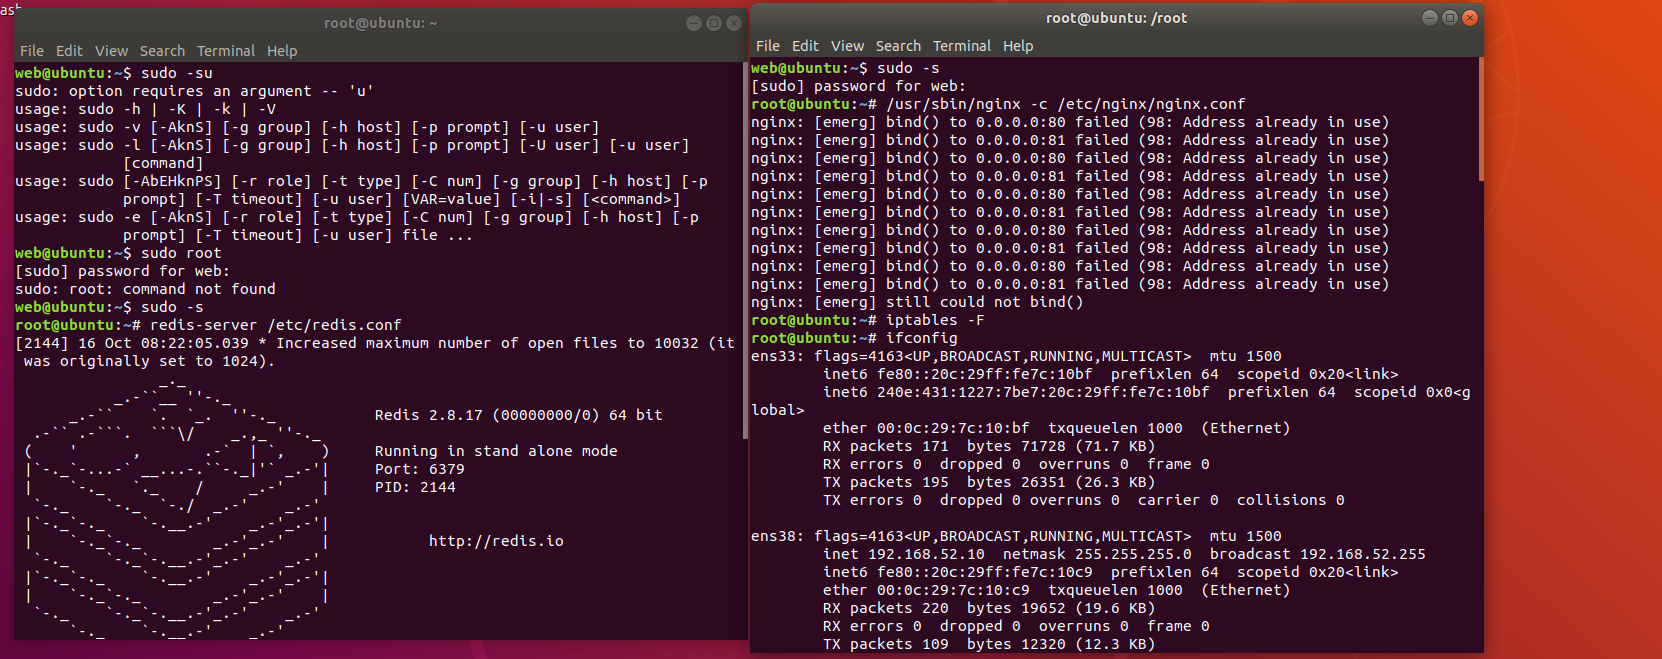 ash
root@ubuntu: ~
File Edit View Search Terminal Help
web@ubuntu:~$ sudo -su
sudo: option requires an argument -- 'u'
usage: sudo -h | -K | -k | -V
usage: sudo -v [-AknS] [-g group] [-h host] [-p prompt] [-u user]
usage: sudo -l [-AknS] [-g group] [-h host] [-p prompt] [-U user] [-u user]
            [command]
usage: sudo [-AbEHknPS] [-r role] [-t type] [-C num] [-g group] [-h host] [-p
            prompt] [-T timeout] [-u user] [VAR=value] [-i|-s] [<command>]
usage: sudo -e [-AknS] [-r role] [-t type] [-C num] [-g group] [-h host] [-p
            prompt] [-T timeout] [-u user] file ...
web@ubuntu:~$ sudo root
[sudo] password for web:
sudo: root: command not found
web@ubuntu:~$ sudo -s
root@ubuntu:~# redis-server /etc/redis.conf
[2144] 16 Oct 08:22:05.039 * Increased maximum number of open files to 10032 (it
 was originally set to 1024).
Redis 2.8.17 (00000000/0) 64 bit
Running in stand alone mode
Port: 6379
PID: 2144
http://redis.io
root@ubuntu: /root
File Edit View Search Terminal Help
web@ubuntu:~$ sudo -s
[sudo] password for web:
root@ubuntu:~# /usr/sbin/nginx -c /etc/nginx/nginx.conf
nginx: [emerg] bind() to 0.0.0.0:80 failed (98: Address already in use)
nginx: [emerg] bind() to 0.0.0.0:81 failed (98: Address already in use)
nginx: [emerg] bind() to 0.0.0.0:80 failed (98: Address already in use)
nginx: [emerg] bind() to 0.0.0.0:81 failed (98: Address already in use)
nginx: [emerg] bind() to 0.0.0.0:80 failed (98: Address already in use)
nginx: [emerg] bind() to 0.0.0.0:81 failed (98: Address already in use)
nginx: [emerg] bind() to 0.0.0.0:80 failed (98: Address already in use)
nginx: [emerg] bind() to 0.0.0.0:81 failed (98: Address already in use)
nginx: [emerg] bind() to 0.0.0.0:80 failed (98: Address already in use)
nginx: [emerg] bind() to 0.0.0.0:81 failed (98: Address already in use)
nginx: [emerg] still could not bind()
root@ubuntu:~# iptables -F
root@ubuntu:~# ifconfig
ens33: flags=4163<UP,BROADCAST,RUNNING,MULTICAST>  mtu 1500
        inet6 fe80::20c:29ff:fe7c:10bf  prefixlen 64  scopeid 0x20<link>
        inet6 240e:431:1227:7be7:20c:29ff:fe7c:10bf  prefixlen 64  scopeid 0x0<g
lobal>
        ether 00:0c:29:7c:10:bf  txqueuelen 1000  (Ethernet)
        RX packets 171  bytes 71728 (71.7 KB)
        RX errors 0  dropped 0  overruns 0  frame 0
        TX packets 195  bytes 26351 (26.3 KB)
        TX errors 0  dropped 0 overruns 0  carrier 0  collisions 0
ens38: flags=4163<UP,BROADCAST,RUNNING,MULTICAST>  mtu 1500
        inet 192.168.52.10  netmask 255.255.255.0  broadcast 192.168.52.255
        inet6 fe80::20c:29ff:fe7c:10c9  prefixlen 64  scopeid 0x20<link>
        ether 00:0c:29:7c:10:c9  txqueuelen 1000  (Ethernet)
        RX packets 220  bytes 19652 (19.6 KB)
        RX errors 0  dropped 0  overruns 0  frame 0
        TX packets 109  bytes 12320 (12.3 KB)